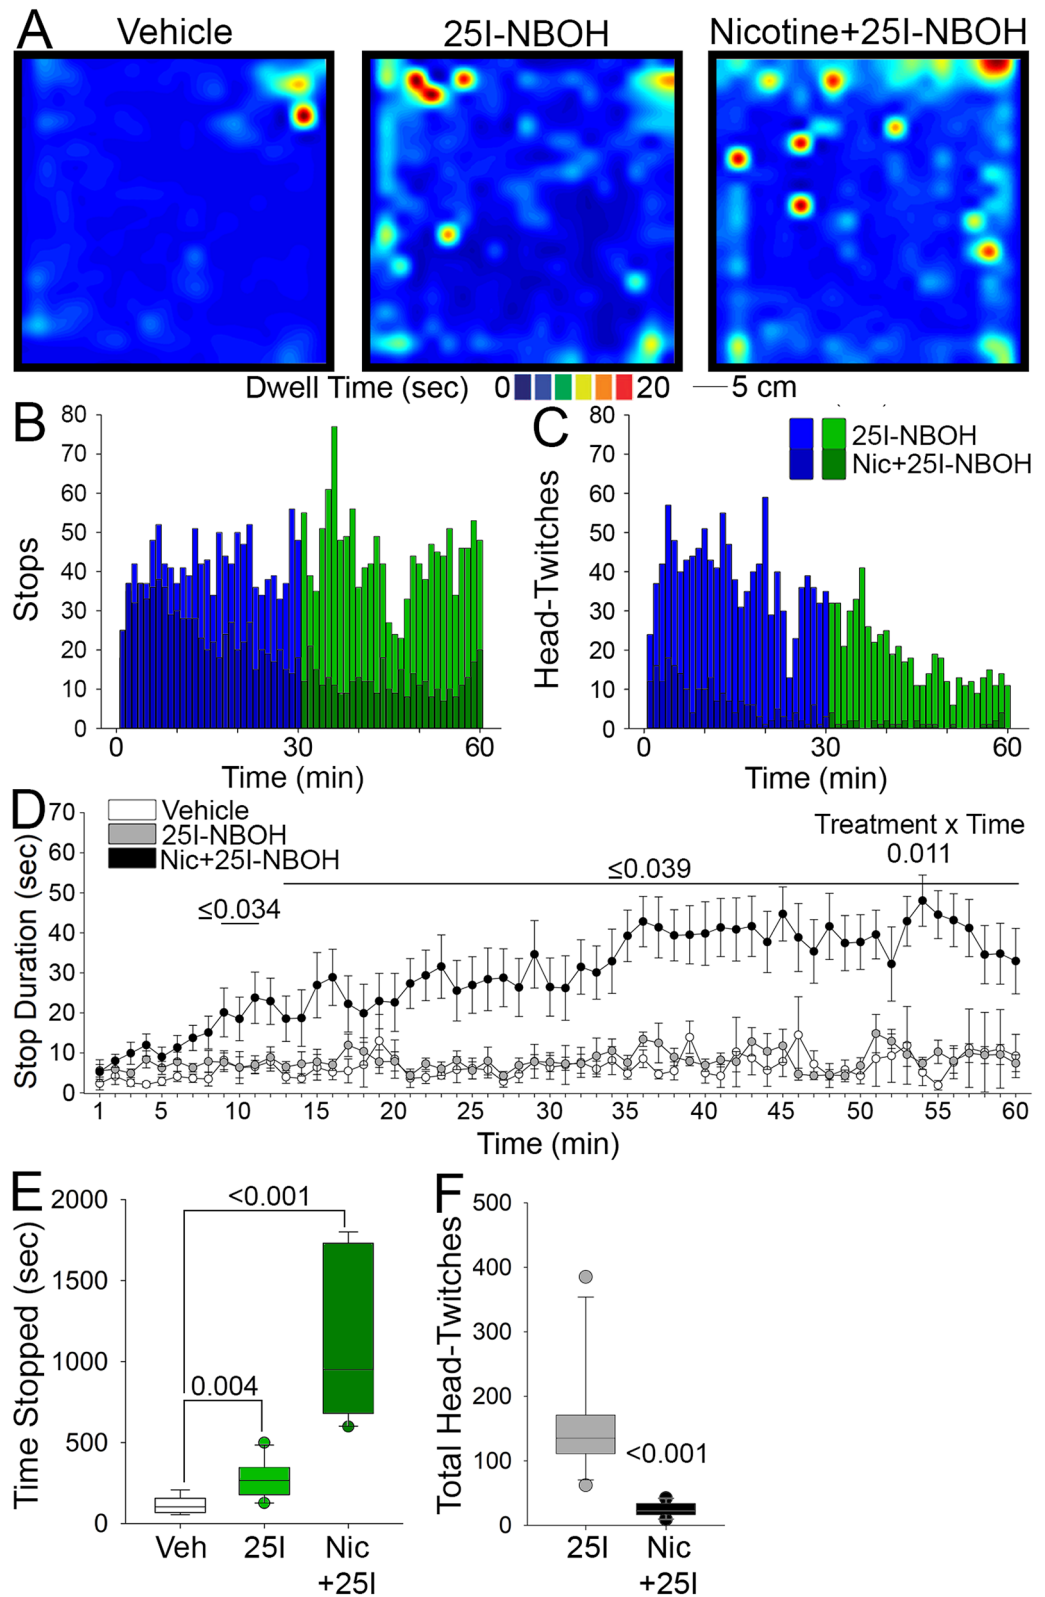 A
Vehicle
25I-NBOH
Nicotine+25I-NBOH
Dwell Time (sec) 0 20 5 cm
B
80
70
60
50
40
30
20
10
0
Stops
0 30 60
Time (min)
C
80
70
60
50
40
30
20
10
0
Head-Twitches
25I-NBOH
Nic+25I-NBOH
0 30 60
Time (min)
D
70
60
50
40
30
20
10
0
Stop Duration (sec)
Vehicle
25I-NBOH
Nic+25I-NBOH
Treatment x Time
0.011
≤0.034
≤0.039
1 5 10 15 20 25 30 35 40 45 50 55 60
Time (min)
E
2000
1500
1000
500
0
Time Stopped (sec)
<0.001
0.004
Veh 25I Nic
+25I
F
500
400
300
200
100
0
Total Head-Twitches
<0.001
25I Nic
+25I